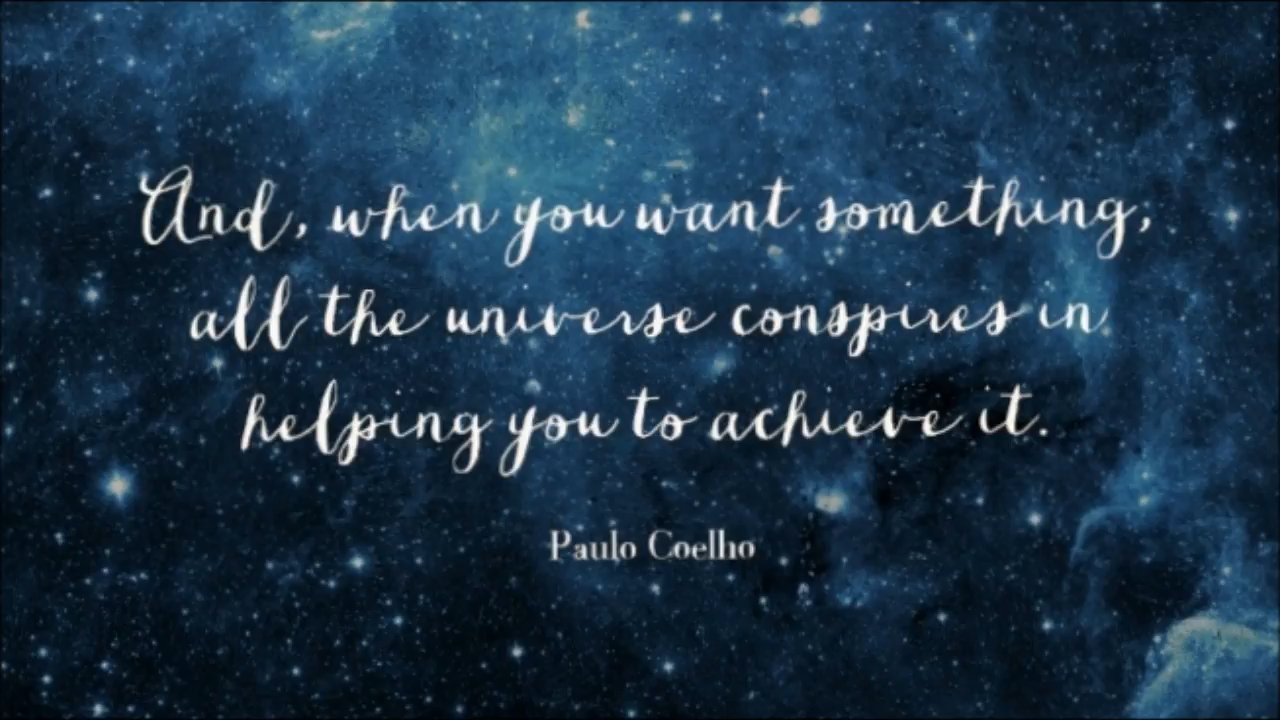 And, when you want something,
all the universe conspires in
helping you to achieve it.
Paulo Coelho